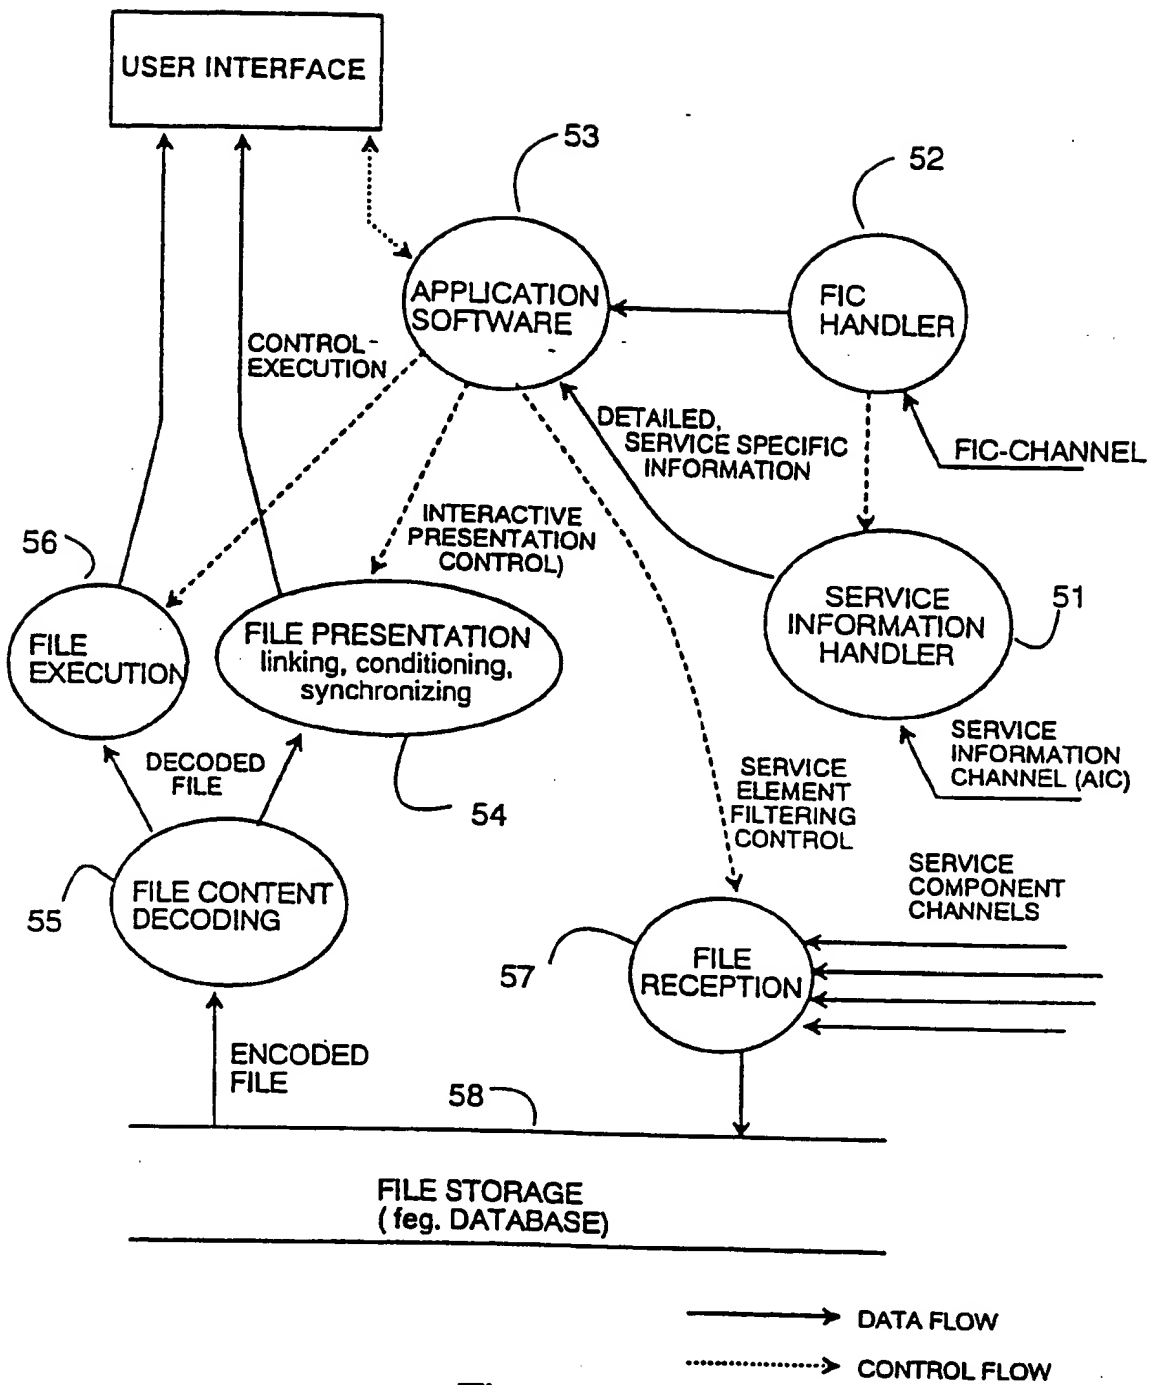 USER INTERFACE
53
52
APPLICATION
SOFTWARE
FIC
HANDLER
CONTROL-
EXECUTION
DETAILED,
SERVICE SPECIFIC
INFORMATION
FIC-CHANNEL
INTERACTIVE
PRESENTATION
CONTROL)
56
FILE
EXECUTION
FILE PRESENTATION
linking, conditioning,
synchronizing
SERVICE
INFORMATION
HANDLER
51
DECODED
FILE
54
SERVICE
INFORMATION
CHANNEL (AIC)
SERVICE
ELEMENT
FILTERING
CONTROL
55
FILE CONTENT
DECODING
SERVICE
COMPONENT
CHANNELS
57
FILE
RECEPTION
ENCODED
FILE
58
FILE STORAGE
( feg. DATABASE)
DATA FLOW
CONTROL FLOW